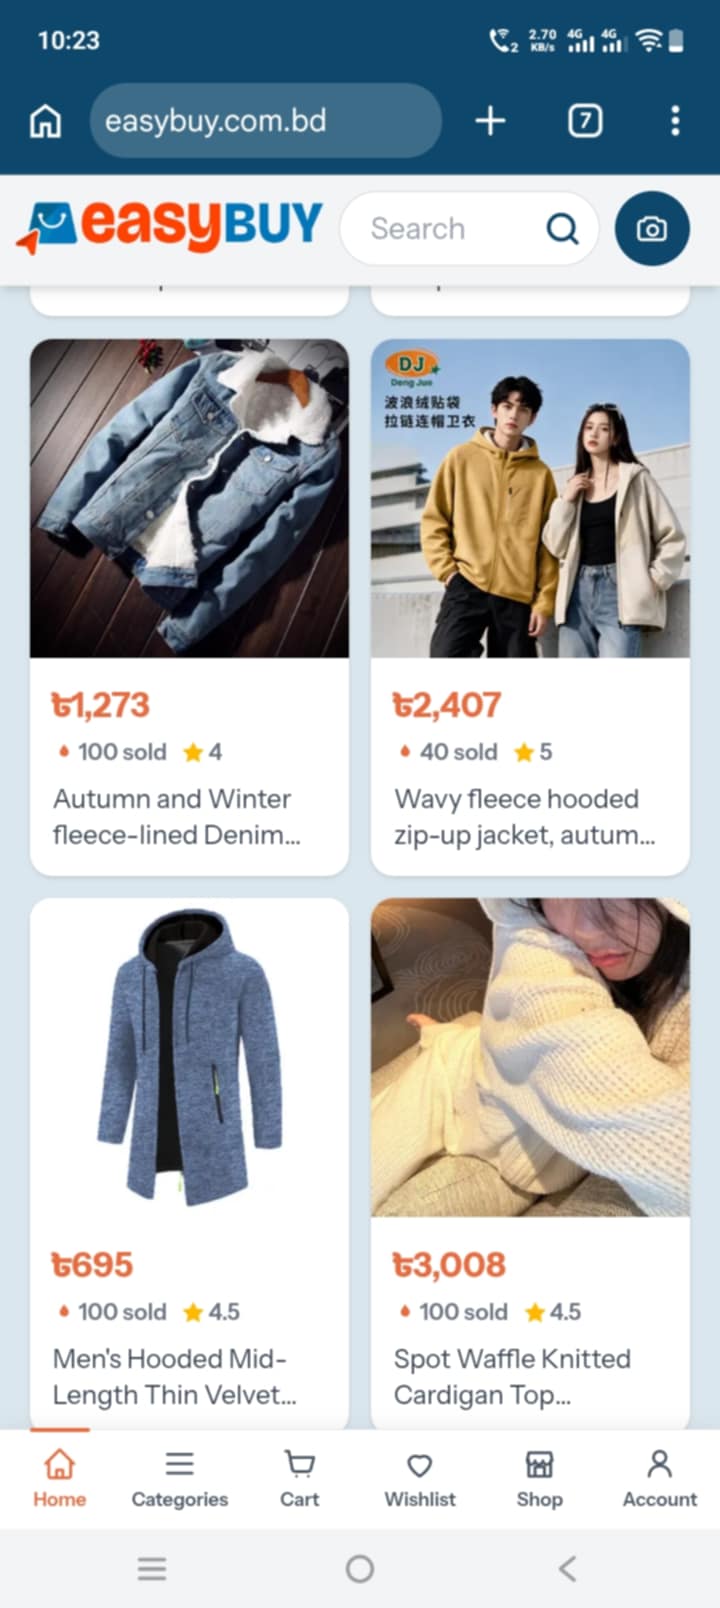 10:23
2
2.70
KB/s
4G
4G
easybuy.com.bd
7
easyBUY
Search
DJ
Deng Jue
波浪绒贴袋
拉链连帽卫衣
৳1,273
100 sold
4
Autumn and Winter
fleece-lined Denim...
৳2,407
40 sold
5
Wavy fleece hooded
zip-up jacket, autum...
৳695
100 sold
4.5
Men's Hooded Mid-
Length Thin Velvet...
৳3,008
100 sold
4.5
Spot Waffle Knitted
Cardigan Top...
Home
Categories
Cart
Wishlist
Shop
Account